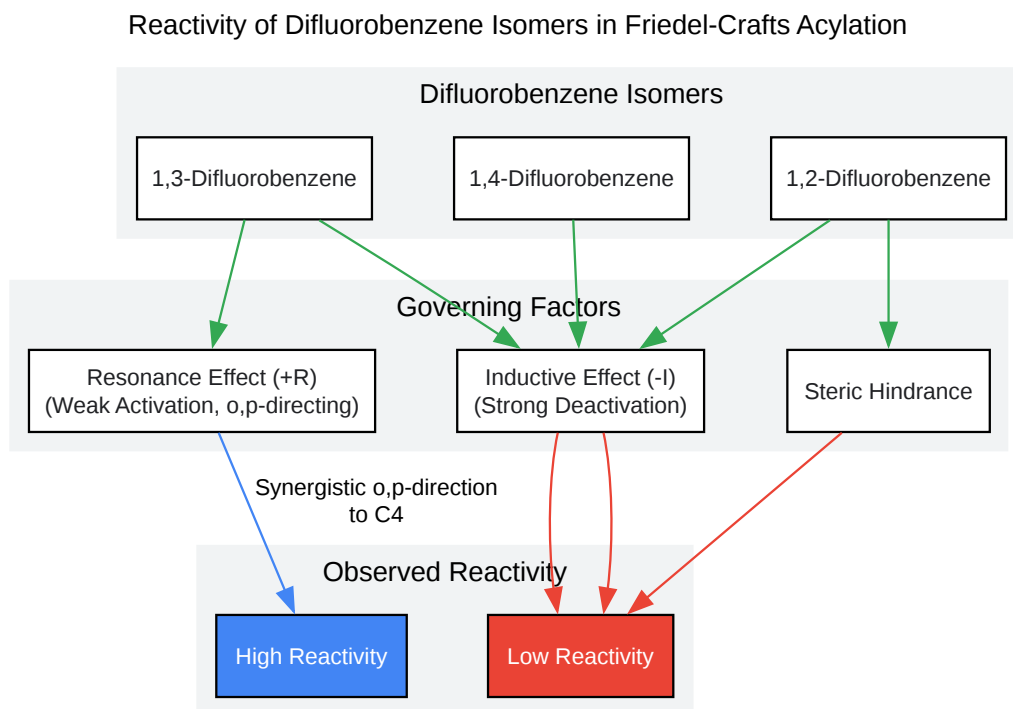 Reactivity of Difluorobenzene Isomers in Friedel-Crafts Acylation
Difluorobenzene Isomers
1,3-Difluorobenzene
1,4-Difluorobenzene
1,2-Difluorobenzene
Governing Factors
Resonance Effect (+R)
(Weak Activation, o,p-directing)
Inductive Effect (-I)
(Strong Deactivation)
Steric Hindrance
Synergistic o,p-direction
to C4
Observed Reactivity
High Reactivity
Low Reactivity